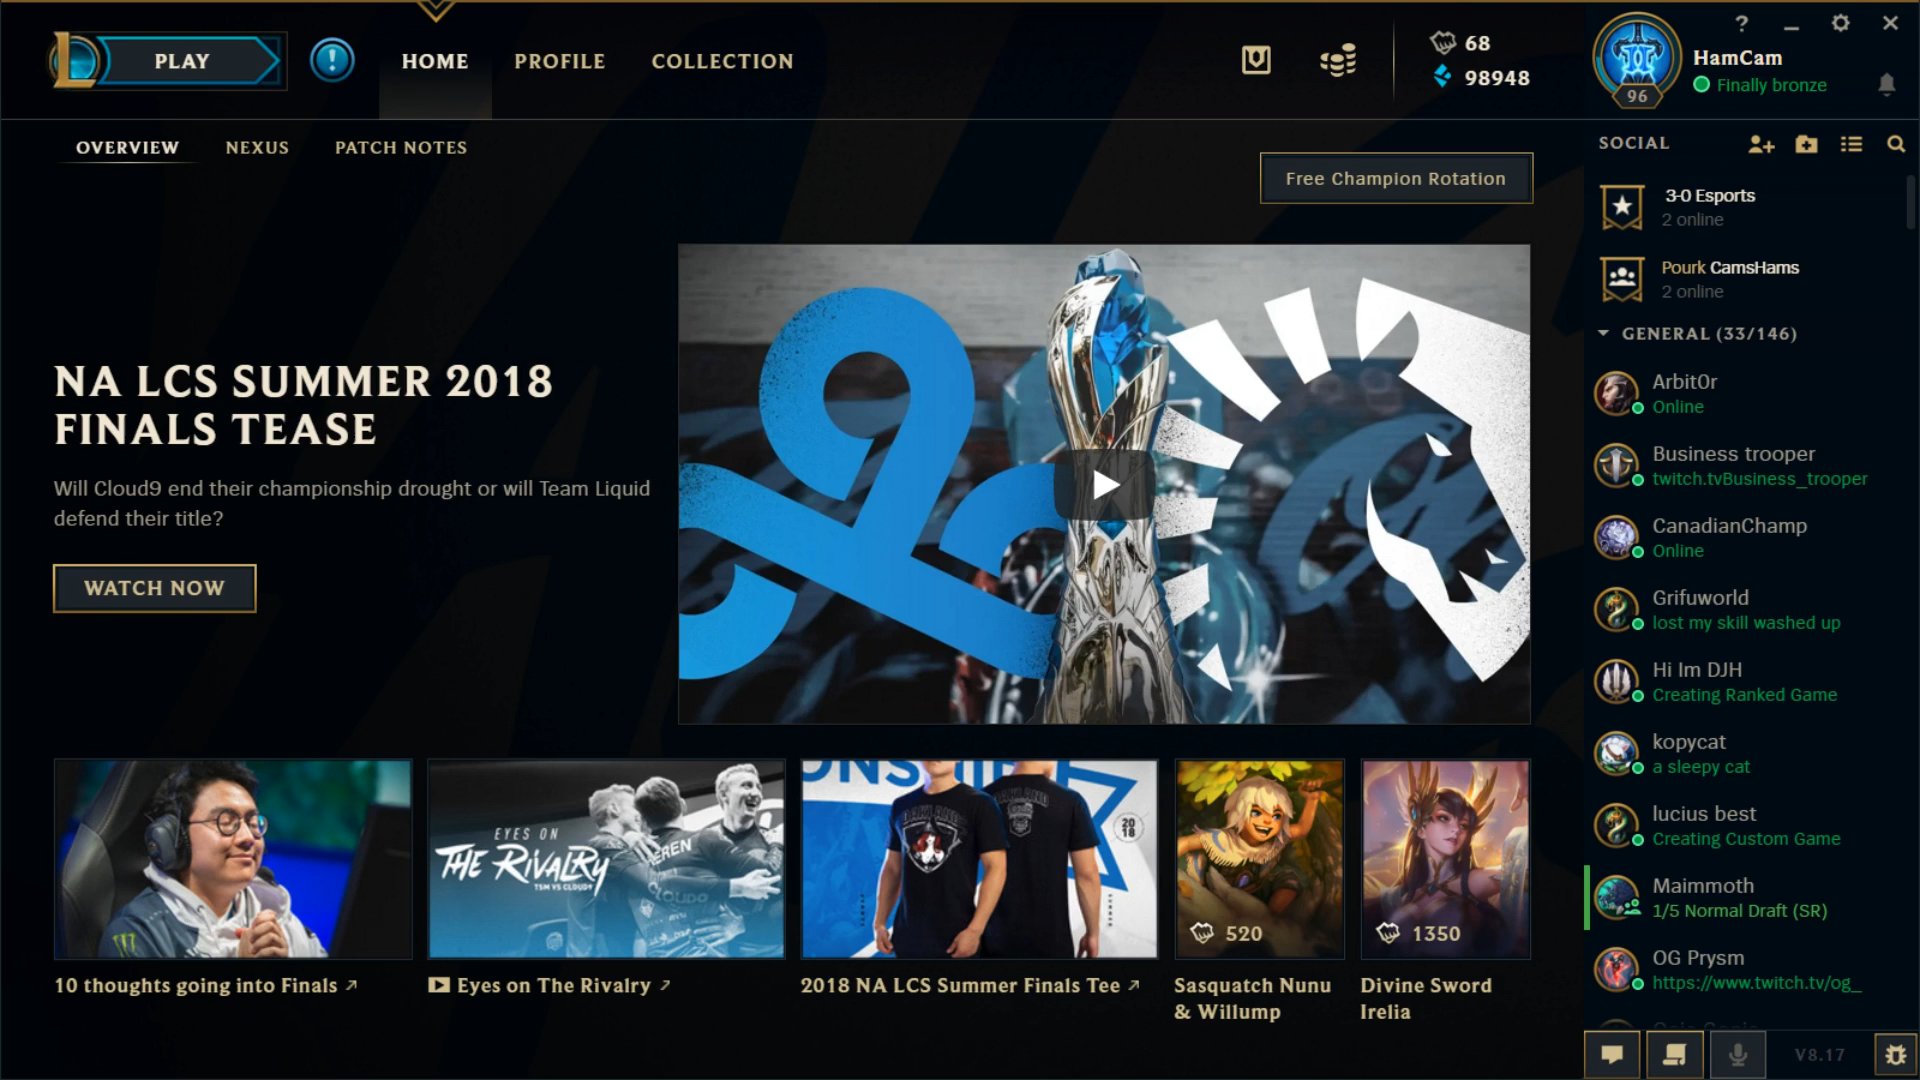 PLAY
HOME
PROFILE
COLLECTION
68
98948
?
96
HamCam
Finally bronze
OVERVIEW
NEXUS
PATCH NOTES
Free Champion Rotation
SOCIAL
3-0 Esports
2 online
Pourk CamsHams
2 online
GENERAL (33/146)
NA LCS SUMMER 2018
FINALS TEASE
Will Cloud9 end their championship drought or will Team Liquid
defend their title?
WATCH NOW
Arbit0r
Online
Business trooper
twitch.tvBusiness_trooper
CanadianChamp
Online
Grifuworld
lost my skill washed up
Hi Im DJH
Creating Ranked Game
kopycat
a sleepy cat
lucius best
Creating Custom Game
Maimmoth
1/5 Normal Draft (SR)
OG Prysm
https://www.twitch.tv/og_
EYES ON
THE RIVALRY
TSM VS CLOUD9
OAKLAND
2018
520
1350
10 thoughts going into Finals
Eyes on The Rivalry
2018 NA LCS Summer Finals Tee
Sasquatch Nunu
& Willump
Divine Sword
Irelia
V8.17